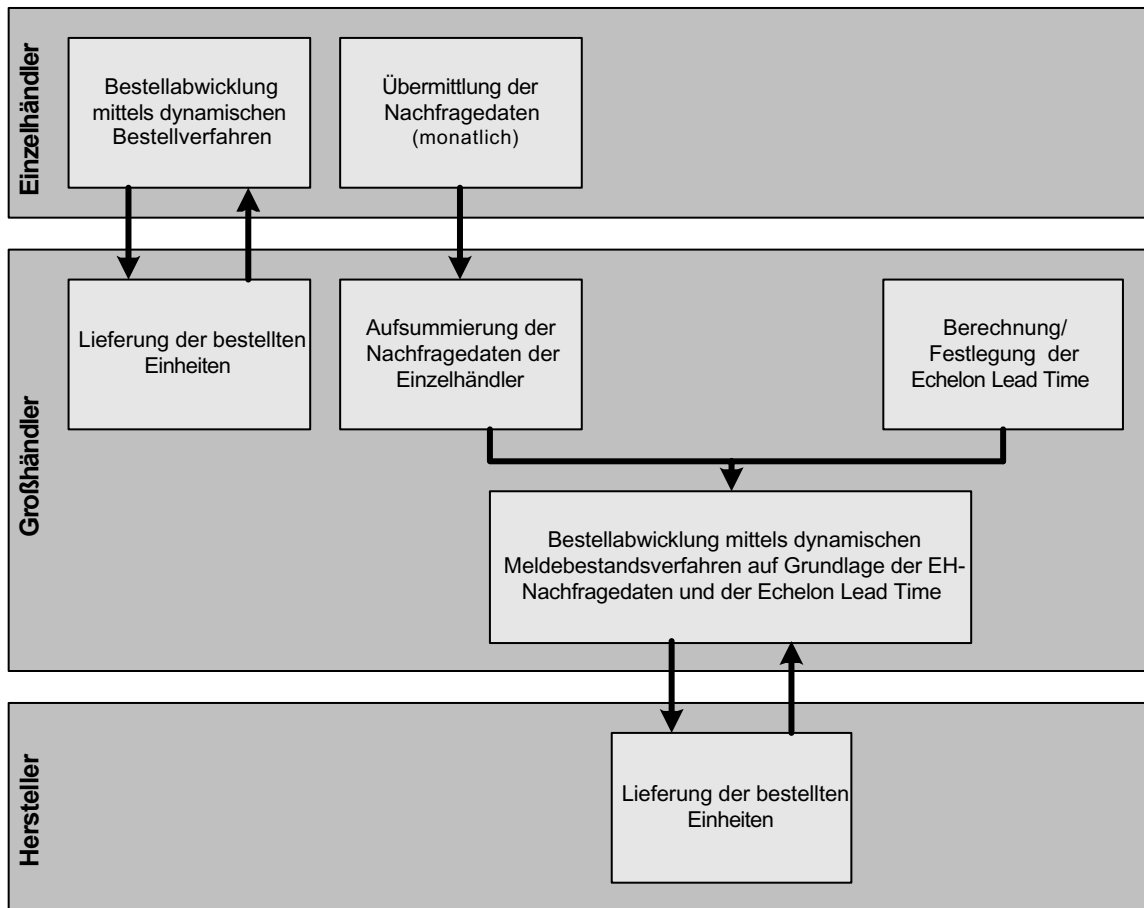 Einzelhändler
Bestellabwicklung
mittels dynamischen
Bestellverfahren
Übermittlung der
Nachfragedaten
(monatlich)
Großhändler
Lieferung der bestellten
Einheiten
Aufsummierung der
Nachfragedaten der
Einzelhändler
Berechnung/
Festlegung der
Echelon Lead Time
Bestellabwicklung mittels dynamischen
Meldebestandsverfahren auf Grundlage der EH-
Nachfragedaten und der Echelon Lead Time
Hersteller
Lieferung der bestellten
Einheiten